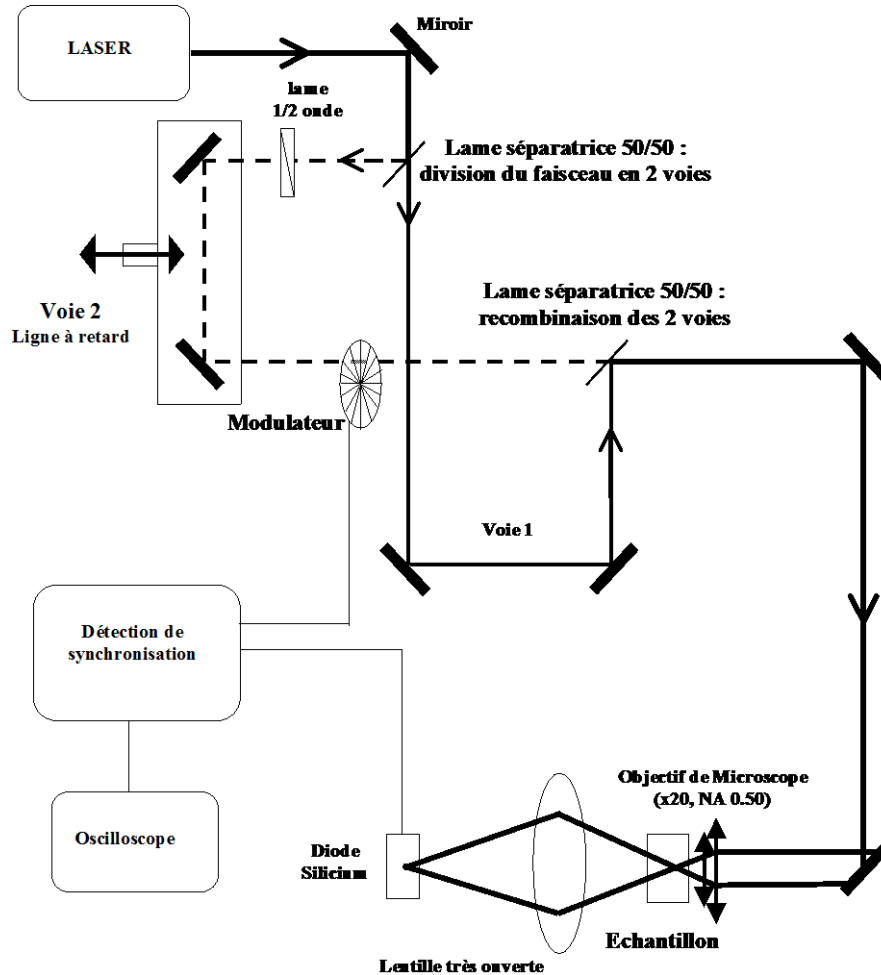 Miroir
LASER
lame
1/2 onde
Lame séparatrice 50/50 :
division du faisceau en 2 voies
Lame séparatrice 50/50 :
recombinaison des 2 voies
Voie 2
Ligne à retard
Modulateur
Voie 1
Détection de
synchronisation
Objectif de Microscope
(x20, NA 0.50)
Oscilloscope
Diode
Silicium
Echantillon
Lentille très ouverte